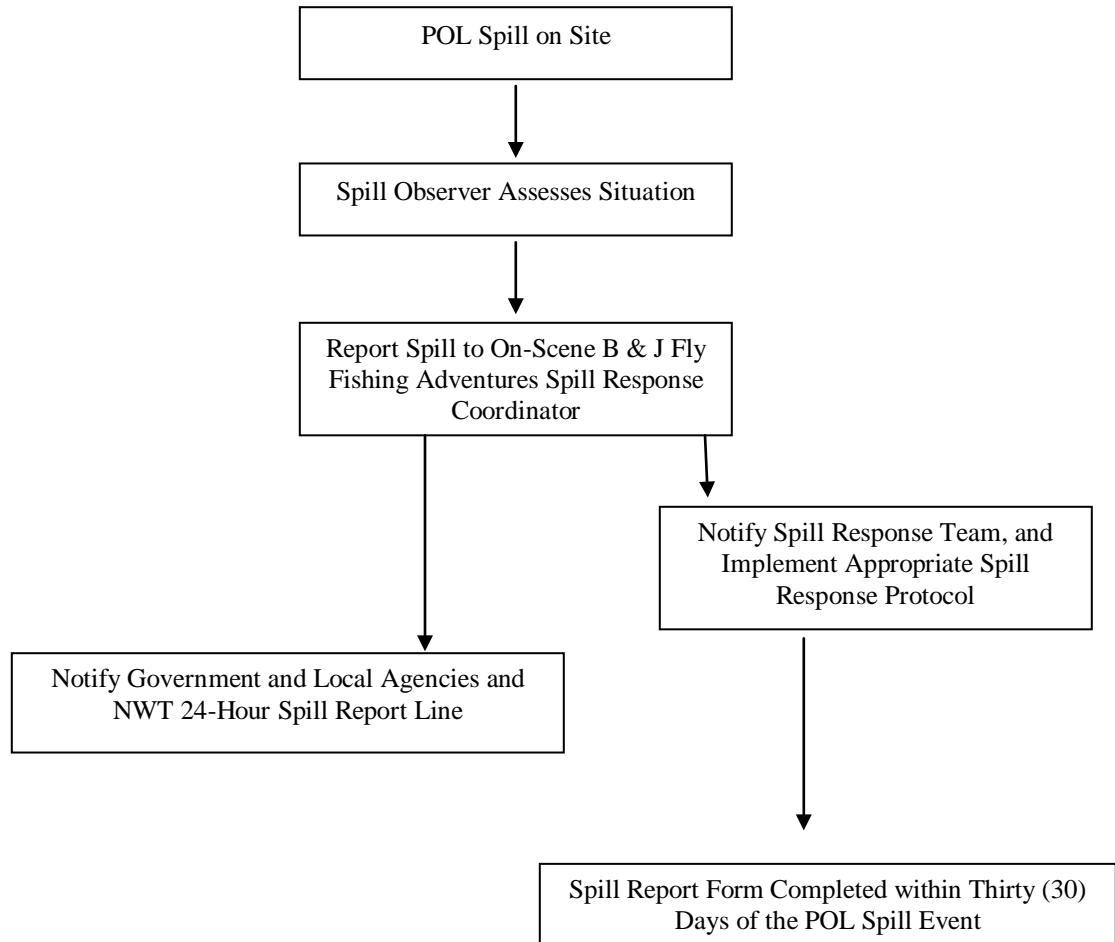 POL Spill on Site
Spill Observer Assesses Situation
Report Spill to On-Scene B & J Fly
Fishing Adventures Spill Response
Coordinator
Notify Spill Response Team, and
Implement Appropriate Spill
Response Protocol
Notify Government and Local Agencies and
NWT 24-Hour Spill Report Line
Spill Report Form Completed within Thirty (30)
Days of the POL Spill Event